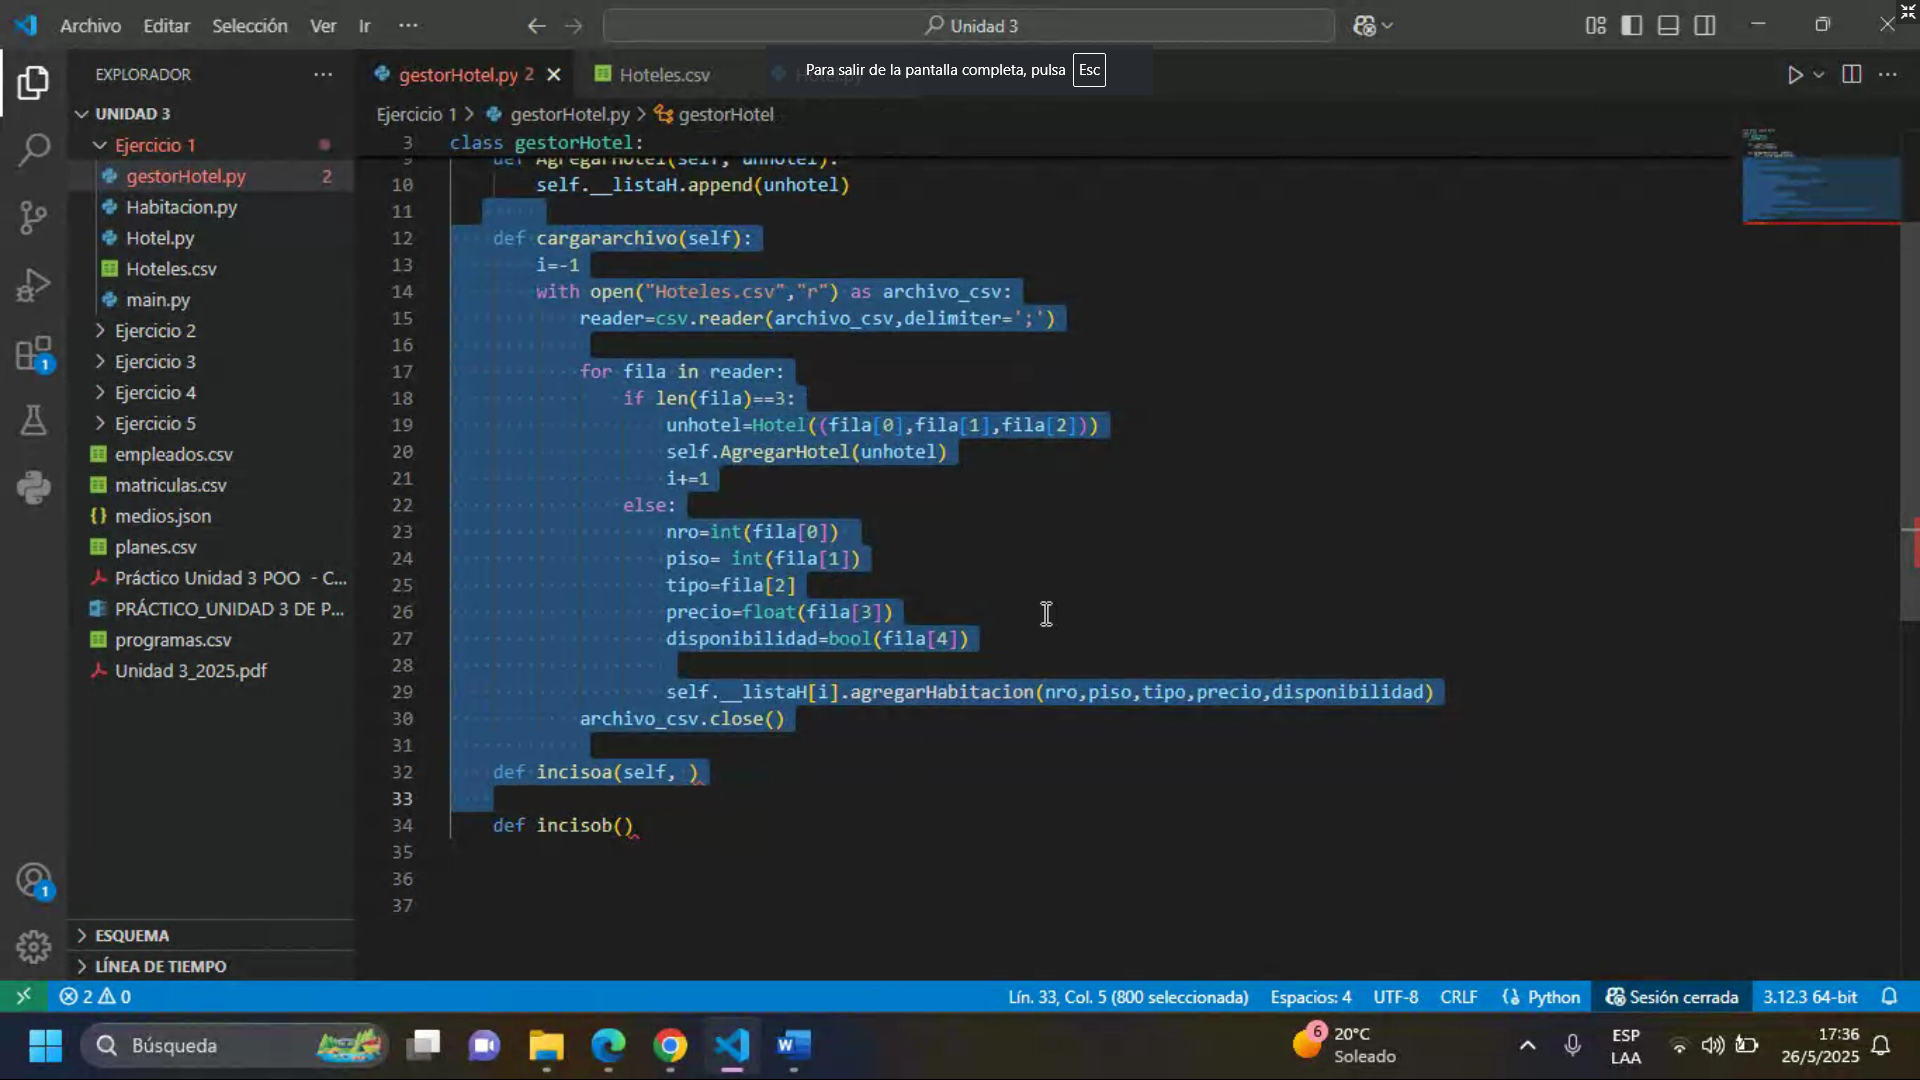 Archivo Editar Selección Ver Ir ··· Unidad 3
EXPLORADOR ···
gestorHotel.py 2 Hoteles.csv
Para salir de la pantalla completa, pulsa Esc
UNIDAD 3
Ejercicio 1
gestorHotel.py 2
Habitacion.py
Hotel.py
Hoteles.csv
main.py
Ejercicio 2
Ejercicio 3
Ejercicio 4
Ejercicio 5
empleados.csv
matriculas.csv
medios.json
planes.csv
Práctico Unidad 3 POO - C...
PRÁCTICO_UNIDAD 3 DE P...
programas.csv
Unidad 3_2025.pdf
ESQUEMA
LÍNEA DE TIEMPO
1
1
Ejercicio 1 > gestorHotel.py > gestorHotel
3 class gestorHotel:
9 def AgregarHotel(self, unhotel):
10 self.__listaH.append(unhotel)
11
12 def cargararchivo(self):
13 i=-1
14 with open("Hoteles.csv","r") as archivo_csv:
15 reader=csv.reader(archivo_csv,delimiter=';')
16
17 for fila in reader:
18 if len(fila)==3:
19 unhotel=Hotel((fila[0],fila[1],fila[2]))
20 self.AgregarHotel(unhotel)
21 i+=1
22 else:
23 nro=int(fila[0])
24 piso= int(fila[1])
25 tipo=fila[2]
26 precio=float(fila[3])
27 disponibilidad=bool(fila[4])
28
29 self.__listaH[i].agregarHabitacion(nro,piso,tipo,precio,disponibilidad)
30 archivo_csv.close()
31
32 def incisoa(self, )
33
34 def incisob()
35
36
37
2 0 Lín. 33, Col. 5 (800 seleccionada) Espacios: 4 UTF-8 CRLF Python Sesión cerrada 3.12.3 64-bit
Búsqueda
6
20°C
Soleado
ESP
LAA
17:36
26/5/2025